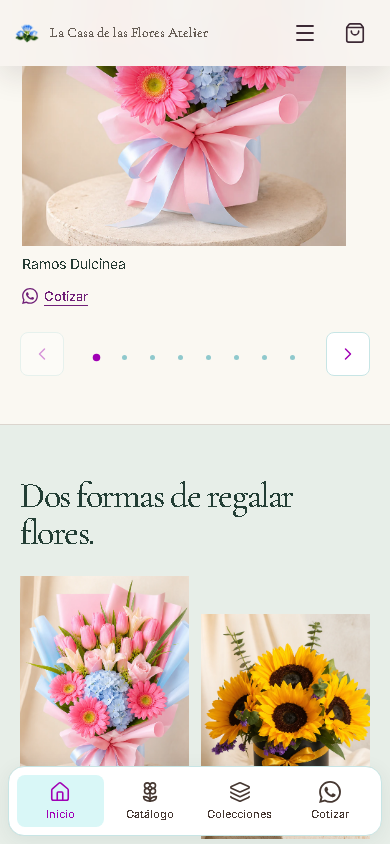 La Casa de las Flores Atelier
Ramos Dulcinea
Cotizar
Dos formas de regalar
flores.
Inicio
Catálogo
Colecciones
Cotizar